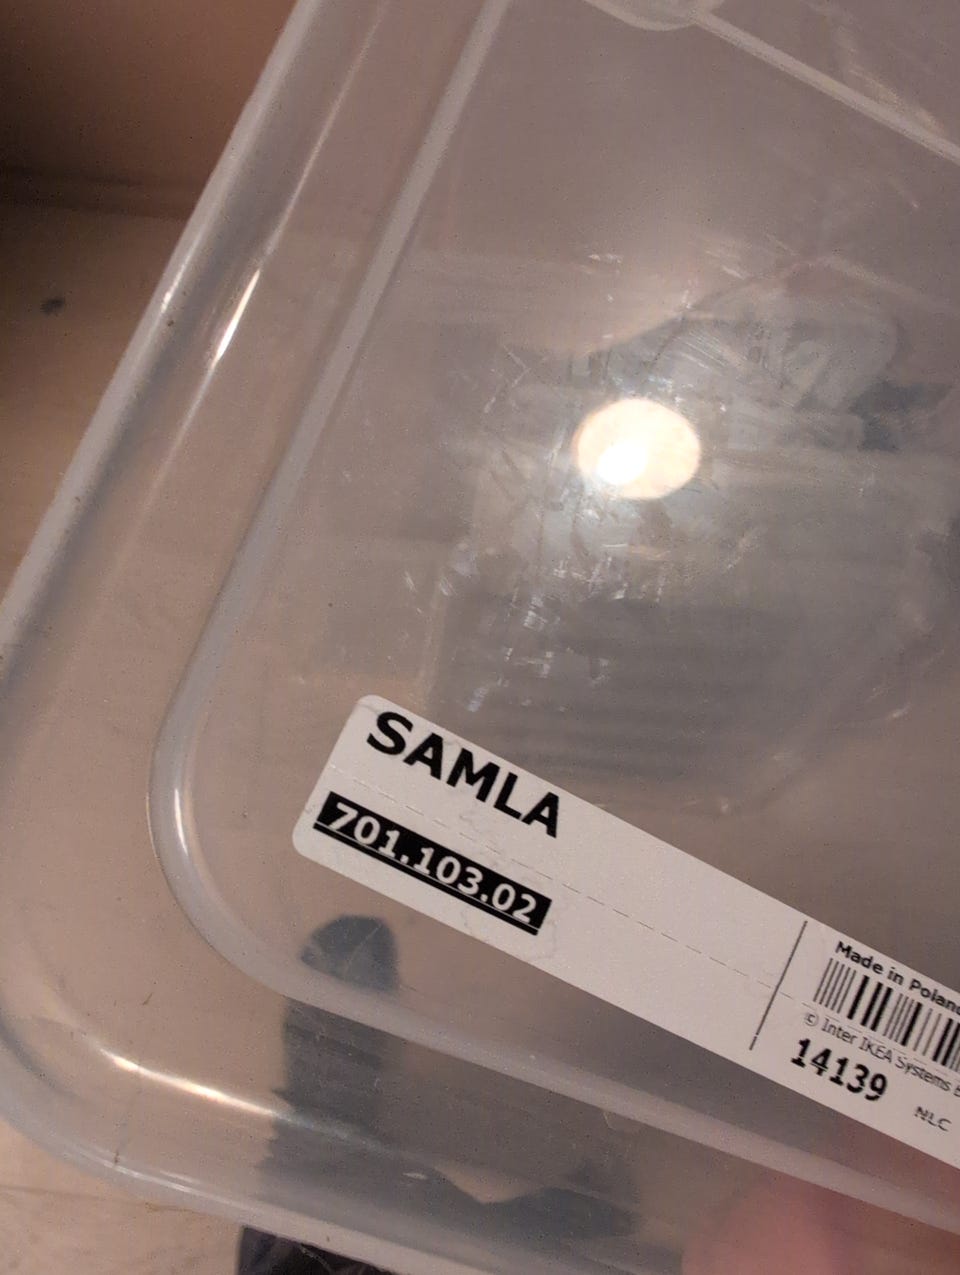 SAMLA
701.103.02
Made in Poland
© Inter IKEA Systems
14139
NLC